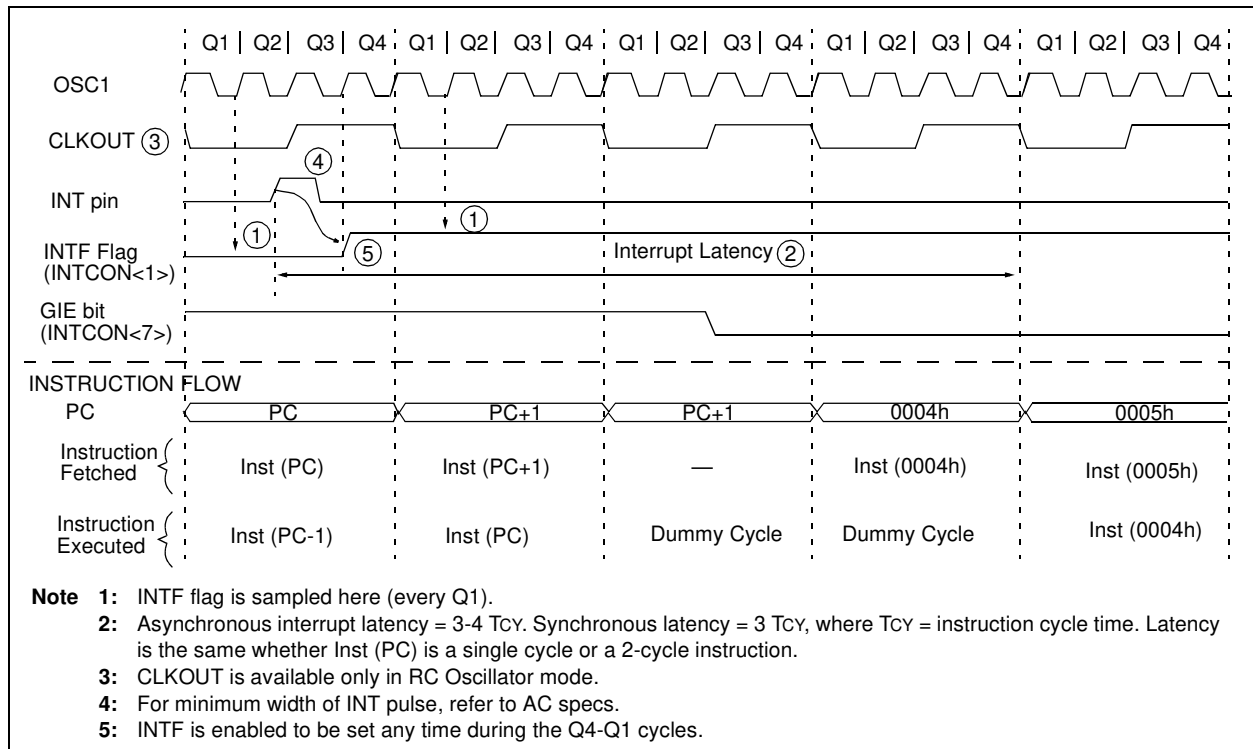 Q1 | Q2 | Q3 | Q4 Q1 | Q2 | Q3 | Q4 Q1 | Q2 | Q3 | Q4 Q1 | Q2 | Q3 | Q4 Q1 | Q2 | Q3 | Q4
OSC1
CLKOUT 3
4
INT pin
1 1
INTF Flag
(INTCON<1>)
5 Interrupt Latency 2
GIE bit
(INTCON<7>)
INSTRUCTION FLOW
PC PC PC+1 PC+1 0004h 0005h
Instruction
Fetched
Inst (PC) Inst (PC+1) — Inst (0004h) Inst (0005h)
Instruction
Executed
Inst (PC-1) Inst (PC) Dummy Cycle Dummy Cycle Inst (0004h)
Note 1: INTF flag is sampled here (every Q1).
2: Asynchronous interrupt latency = 3-4 TCY. Synchronous latency = 3 TCY, where TCY = instruction cycle time. Latency
is the same whether Inst (PC) is a single cycle or a 2-cycle instruction.
3: CLKOUT is available only in RC Oscillator mode.
4: For minimum width of INT pulse, refer to AC specs.
5: INTF is enabled to be set any time during the Q4-Q1 cycles.